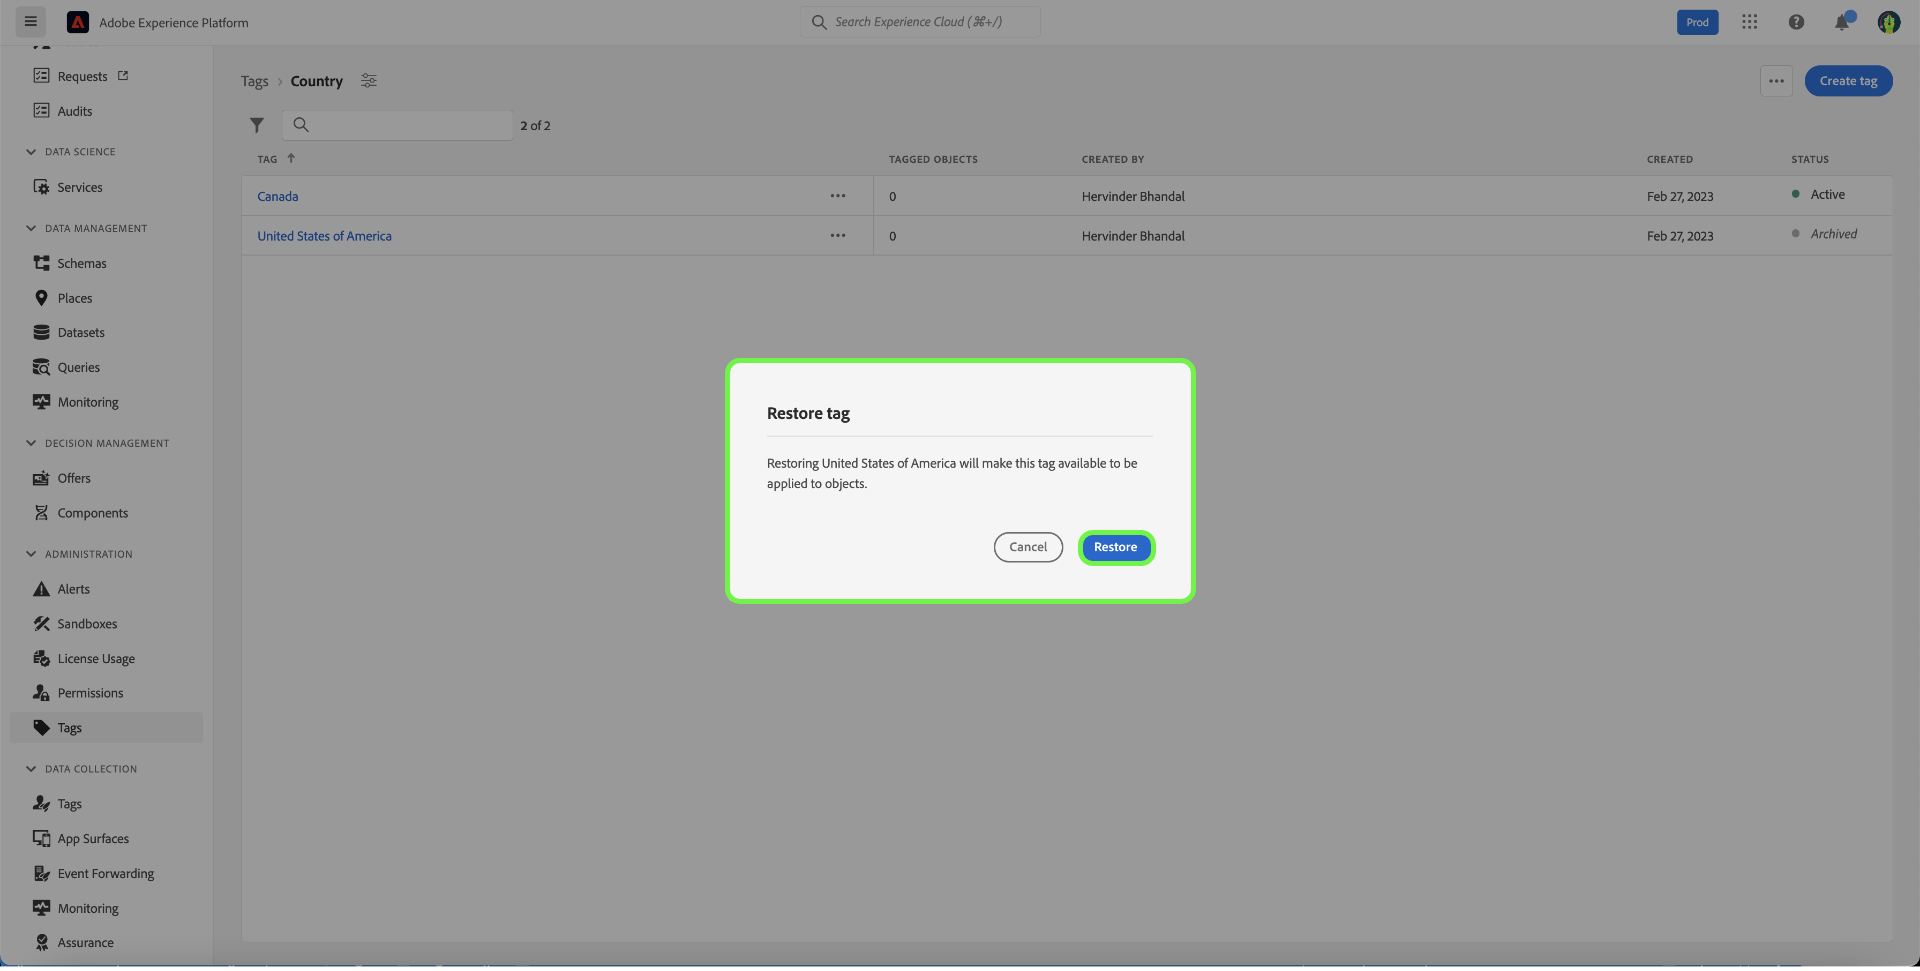 Adobe Experience Platform
Search Experience Cloud (⌘+/)
Prod
Requests
Audits
DATA SCIENCE
Services
DATA MANAGEMENT
Schemas
Places
Datasets
Queries
Monitoring
DECISION MANAGEMENT
Offers
Components
ADMINISTRATION
Alerts
Sandboxes
License Usage
Permissions
Tags
DATA COLLECTION
Tags
App Surfaces
Event Forwarding
Monitoring
Assurance
Tags › Country
Create tag
2 of 2
TAG ↑ TAGGED OBJECTS CREATED BY CREATED STATUS
Canada 0 Hervinder Bhandal Feb 27, 2023 Active
United States of America 0 Hervinder Bhandal Feb 27, 2023 Archived
Restore tag
Restoring United States of America will make this tag available to be
applied to objects.
Cancel Restore